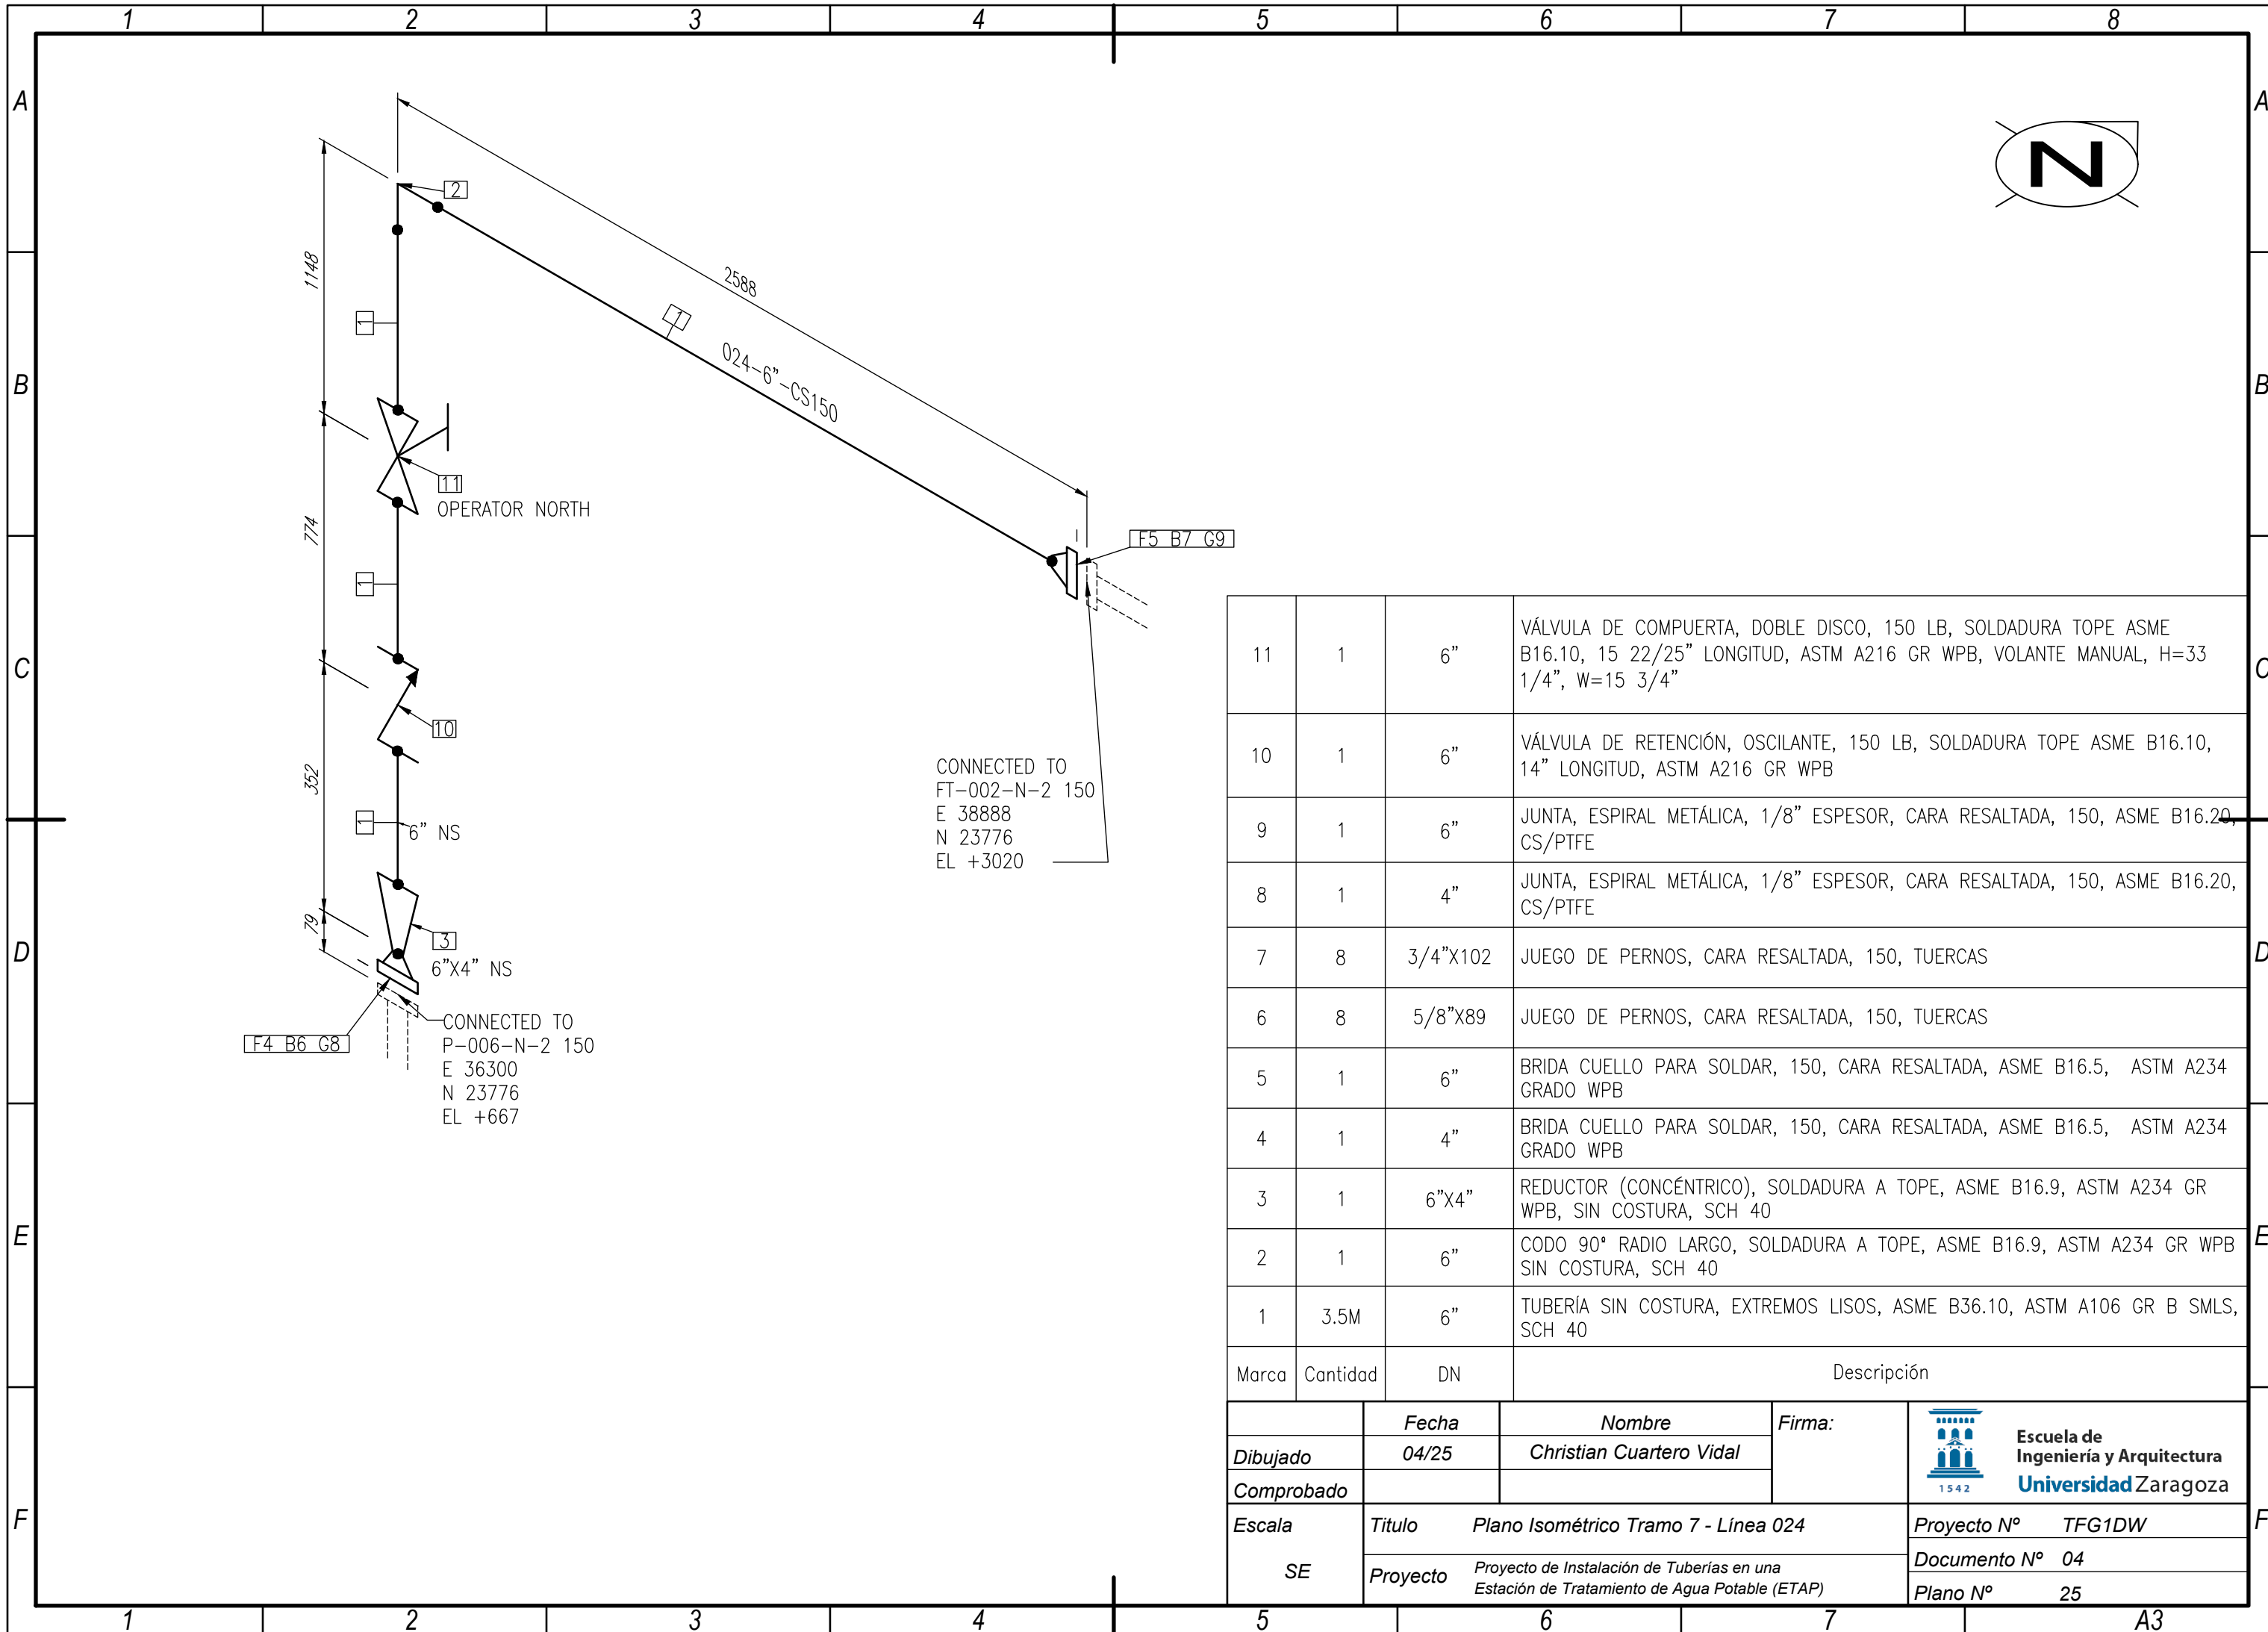 1 2 3 4 5 6 7 8
A A
B B
C C
D D
E E
F F
N
2
1148
1
2588
1
024-6"-CS150
11
OPERATOR NORTH
774
1
F5 B7 G9
10
352
1
6" NS
CONNECTED TO
FT-002-N-2 150
E 38888
N 23776
EL +3020
79
3
6"X4" NS
F4 B6 G8
CONNECTED TO
P-006-N-2 150
E 36300
N 23776
EL +667
11 1 6" VÁLVULA DE COMPUERTA, DOBLE DISCO, 150 LB, SOLDADURA TOPE ASME
B16.10, 15 22/25" LONGITUD, ASTM A216 GR WPB, VOLANTE MANUAL, H=33
1/4", W=15 3/4"
10 1 6" VÁLVULA DE RETENCIÓN, OSCILANTE, 150 LB, SOLDADURA TOPE ASME B16.10,
14" LONGITUD, ASTM A216 GR WPB
9 1 6" JUNTA, ESPIRAL METÁLICA, 1/8" ESPESOR, CARA RESALTADA, 150, ASME B16.20,
CS/PTFE
8 1 4" JUNTA, ESPIRAL METÁLICA, 1/8" ESPESOR, CARA RESALTADA, 150, ASME B16.20,
CS/PTFE
7 8 3/4"X102 JUEGO DE PERNOS, CARA RESALTADA, 150, TUERCAS
6 8 5/8"X89 JUEGO DE PERNOS, CARA RESALTADA, 150, TUERCAS
5 1 6" BRIDA CUELLO PARA SOLDAR, 150, CARA RESALTADA, ASME B16.5, ASTM A234
GRADO WPB
4 1 4" BRIDA CUELLO PARA SOLDAR, 150, CARA RESALTADA, ASME B16.5, ASTM A234
GRADO WPB
3 1 6"X4" REDUCTOR (CONCÉNTRICO), SOLDADURA A TOPE, ASME B16.9, ASTM A234 GR
WPB, SIN COSTURA, SCH 40
2 1 6" CODO 90° RADIO LARGO, SOLDADURA A TOPE, ASME B16.9, ASTM A234 GR WPB
SIN COSTURA, SCH 40
1 3.5M 6" TUBERÍA SIN COSTURA, EXTREMOS LISOS, ASME B36.10, ASTM A106 GR B SMLS,
SCH 40
Marca Cantidad DN Descripción
Fecha Nombre Firma:
Dibujado 04/25 Christian Cuartero Vidal
Comprobado
1542
Escuela de
Ingeniería y Arquitectura
Universidad Zaragoza
Escala
SE
Titulo Plano Isométrico Tramo 7 - Línea 024
Proyecto Proyecto de Instalación de Tuberías en una
Estación de Tratamiento de Agua Potable (ETAP)
Proyecto Nº TFG1DW
Documento Nº 04
Plano Nº 25
1 2 3 4 5 6 7 A3